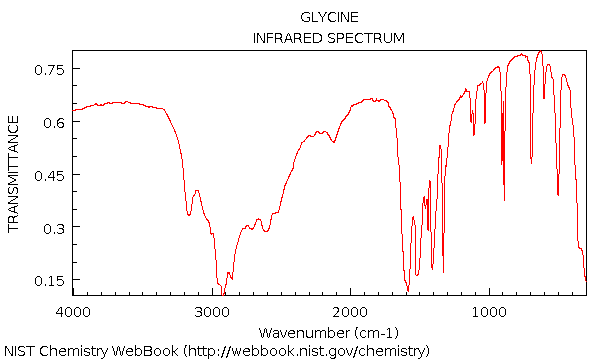 GLYCINE
INFRARED SPECTRUM
0.75
0.6
0.45
0.3
0.15
TRANSMITTANCE
4000 3000 2000 1000
Wavenumber (cm-1)
NIST Chemistry WebBook (http://webbook.nist.gov/chemistry)